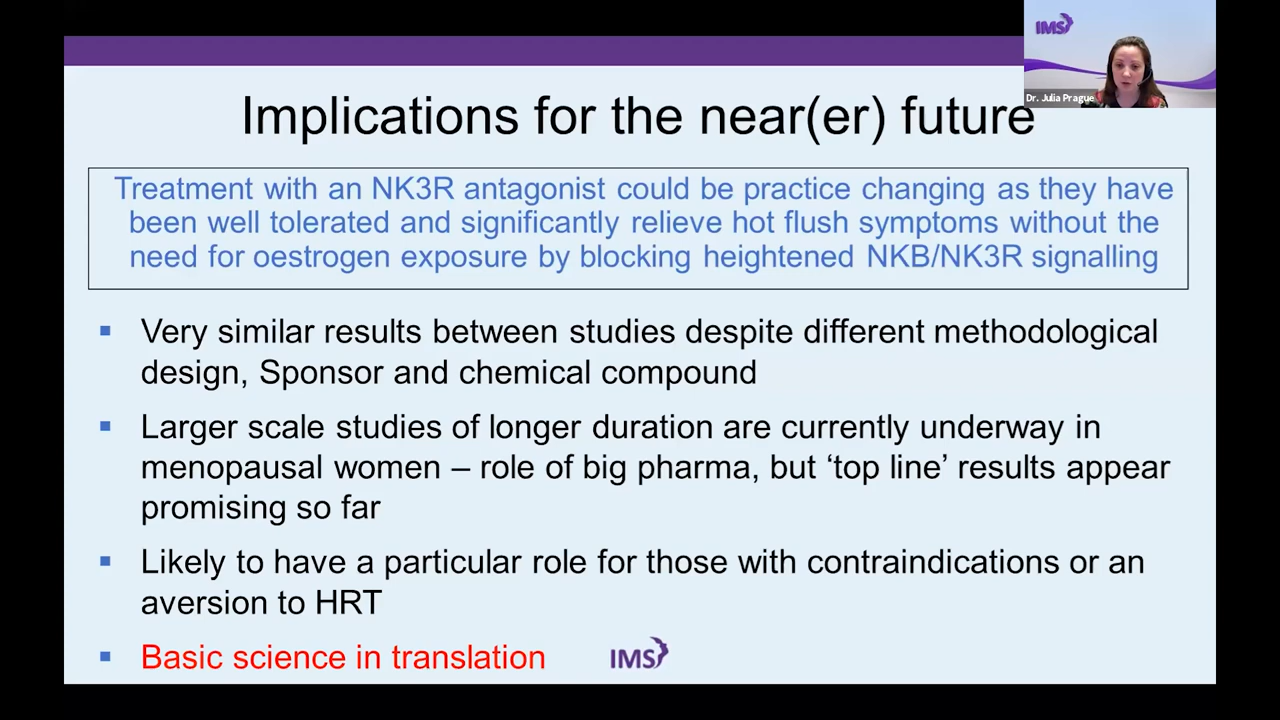 IMS
Dr. Julia Prague
Implications for the near(er) future
Treatment with an NK3R antagonist could be practice changing as they have
been well tolerated and significantly relieve hot flush symptoms without the
need for oestrogen exposure by blocking heightened NKB/NK3R signalling
▪ Very similar results between studies despite different methodological
design, Sponsor and chemical compound
▪ Larger scale studies of longer duration are currently underway in
menopausal women – role of big pharma, but ‘top line’ results appear
promising so far
▪ Likely to have a particular role for those with contraindications or an
aversion to HRT
▪ Basic science in translation
IMS